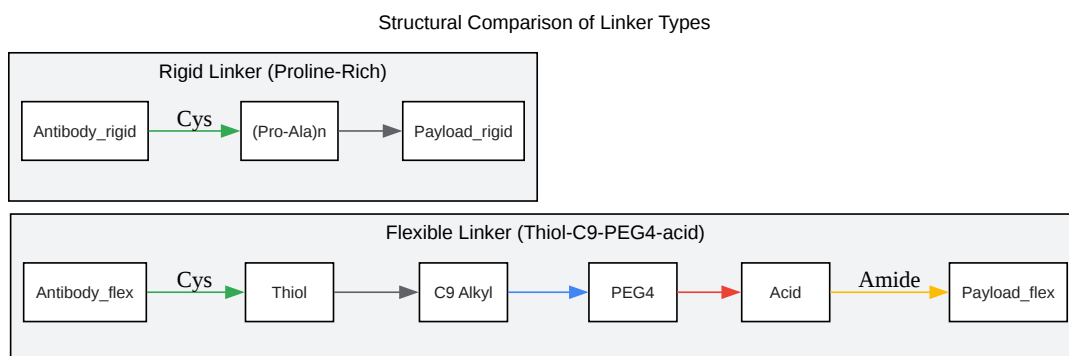 Structural Comparison of Linker Types
Rigid Linker (Proline-Rich)
Antibody_rigid
Cys
(Pro-Ala)n
Payload_rigid
Flexible Linker (Thiol-C9-PEG4-acid)
Antibody_flex
Cys
Thiol
C9 Alkyl
PEG4
Acid
Amide
Payload_flex